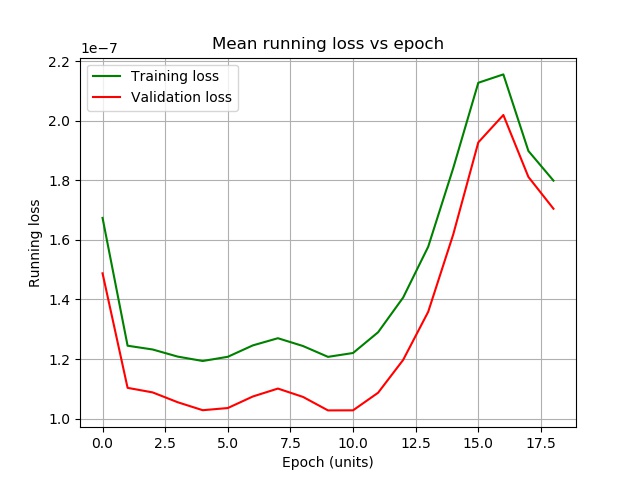 Mean running loss vs epoch
1e−7
Training loss
Validation loss
Running loss
2.2
2.0
1.8
1.6
1.4
1.2
1.0
0.0 2.5 5.0 7.5 10.0 12.5 15.0 17.5
Epoch (units)